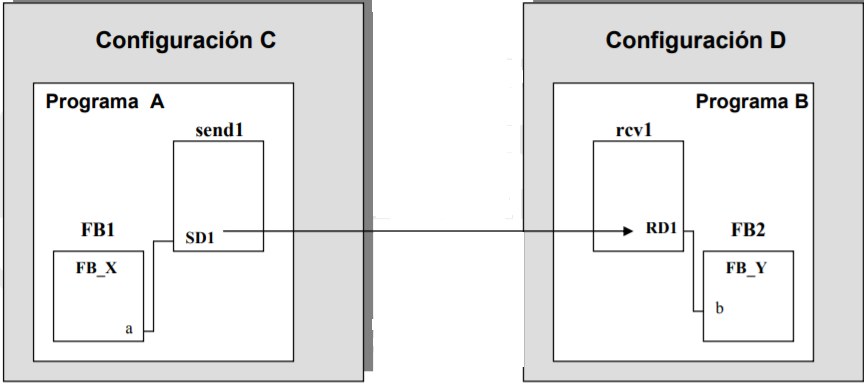 Configuración C
Programa A
send1
SD1
FB1
FB_X
a
Configuración D
Programa B
rcv1
RD1
FB2
FB_Y
b